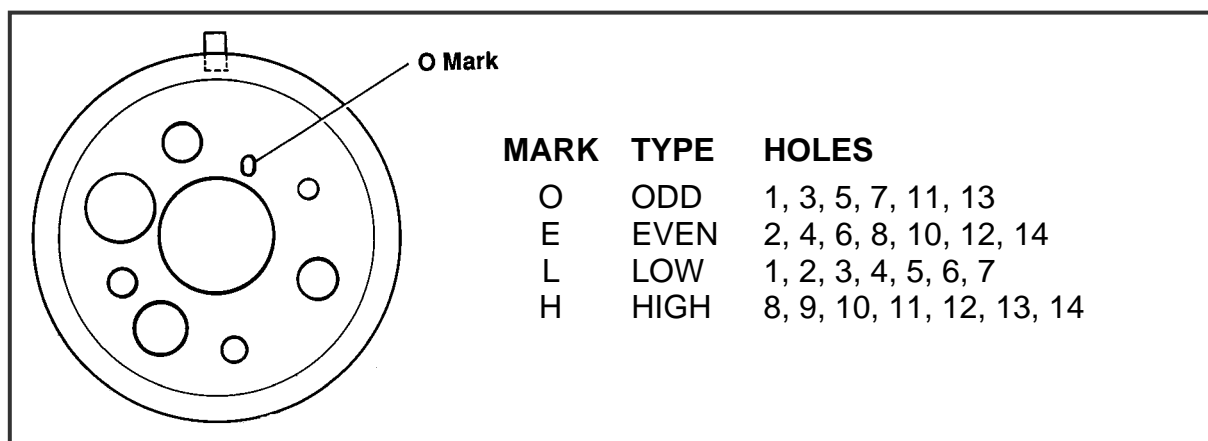 O Mark
O
MARK TYPE HOLES
O ODD 1, 3, 5, 7, 11, 13
E EVEN 2, 4, 6, 8, 10, 12, 14
L LOW 1, 2, 3, 4, 5, 6, 7
H HIGH 8, 9, 10, 11, 12, 13, 14